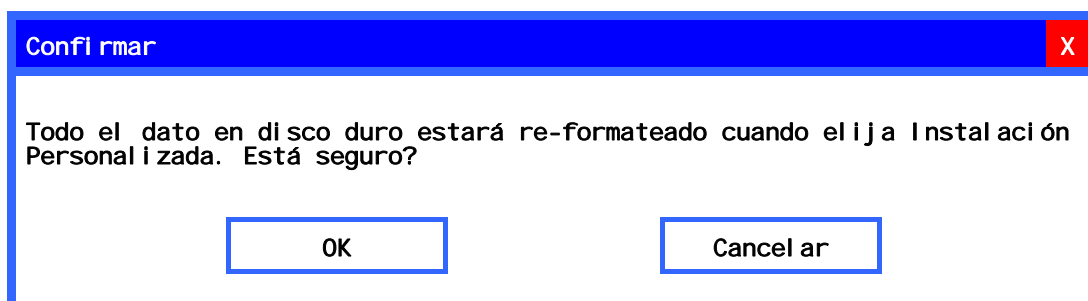 Confirmar
X
Todo el dato en disco duro estará re-formateado cuando elija Instalación
Personalizada. Está seguro?
OK
Cancelar